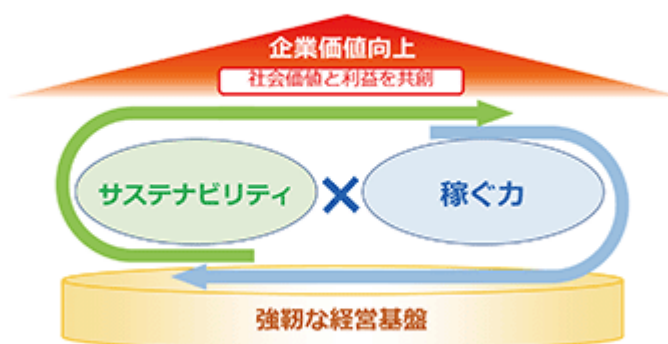 企業価値向上
社会価値と利益を共創
サステナビリティ × 稼ぐ力
強靭な経営基盤